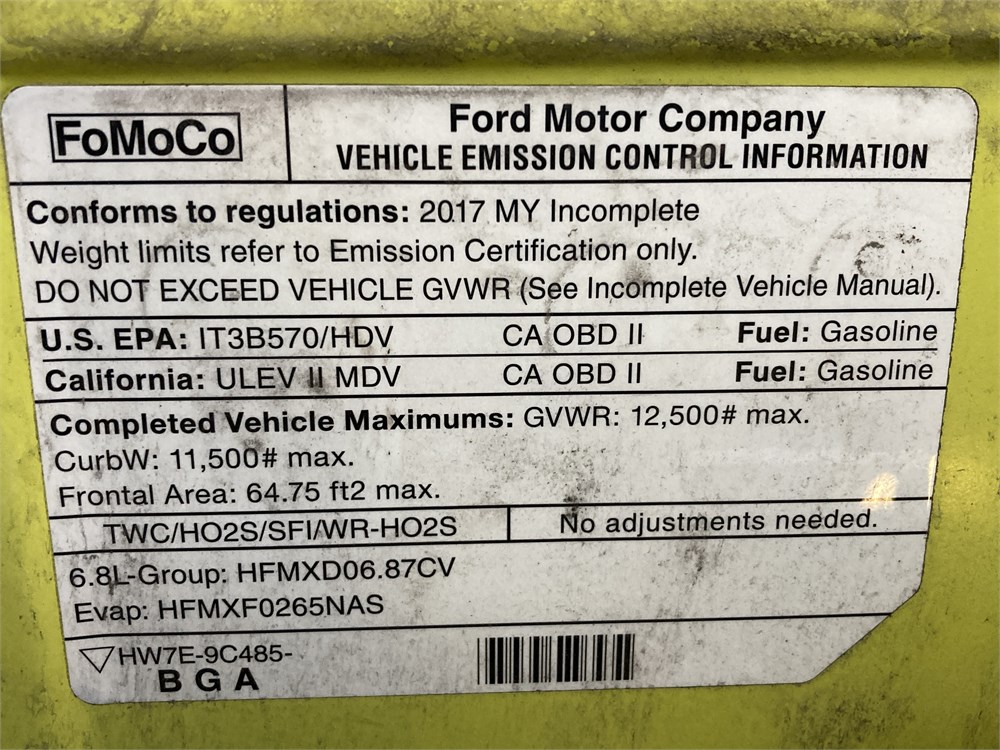 FoMoCo
Ford Motor Company
VEHICLE EMISSION CONTROL INFORMATION
Conforms to regulations: 2017 MY Incomplete
Weight limits refer to Emission Certification only.
DO NOT EXCEED VEHICLE GVWR (See Incomplete Vehicle Manual).
U.S. EPA: IT3B570/HDV CA OBD II Fuel: Gasoline
California: ULEV II MDV CA OBD II Fuel: Gasoline
Completed Vehicle Maximums: GVWR: 12,500# max.
CurbW: 11,500# max.
Frontal Area: 64.75 ft2 max.
TWC/HO2S/SFI/WR-HO2S No adjustments needed.
6.8L-Group: HFMXD06.87CV
Evap: HFMXF0265NAS
HW7E-9C485-
B G A